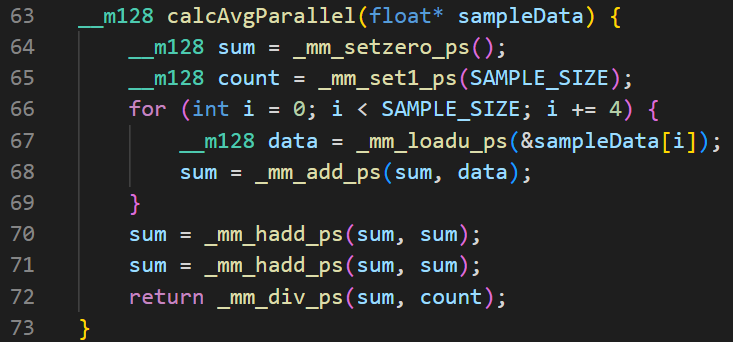 63 __m128 calcAvgParallel(float* sampleData) {
64     __m128 sum = _mm_setzero_ps();
65     __m128 count = _mm_set1_ps(SAMPLE_SIZE);
66     for (int i = 0; i < SAMPLE_SIZE; i += 4) {
67         __m128 data = _mm_loadu_ps(&sampleData[i]);
68         sum = _mm_add_ps(sum, data);
69     }
70     sum = _mm_hadd_ps(sum, sum);
71     sum = _mm_hadd_ps(sum, sum);
72     return _mm_div_ps(sum, count);
73 }